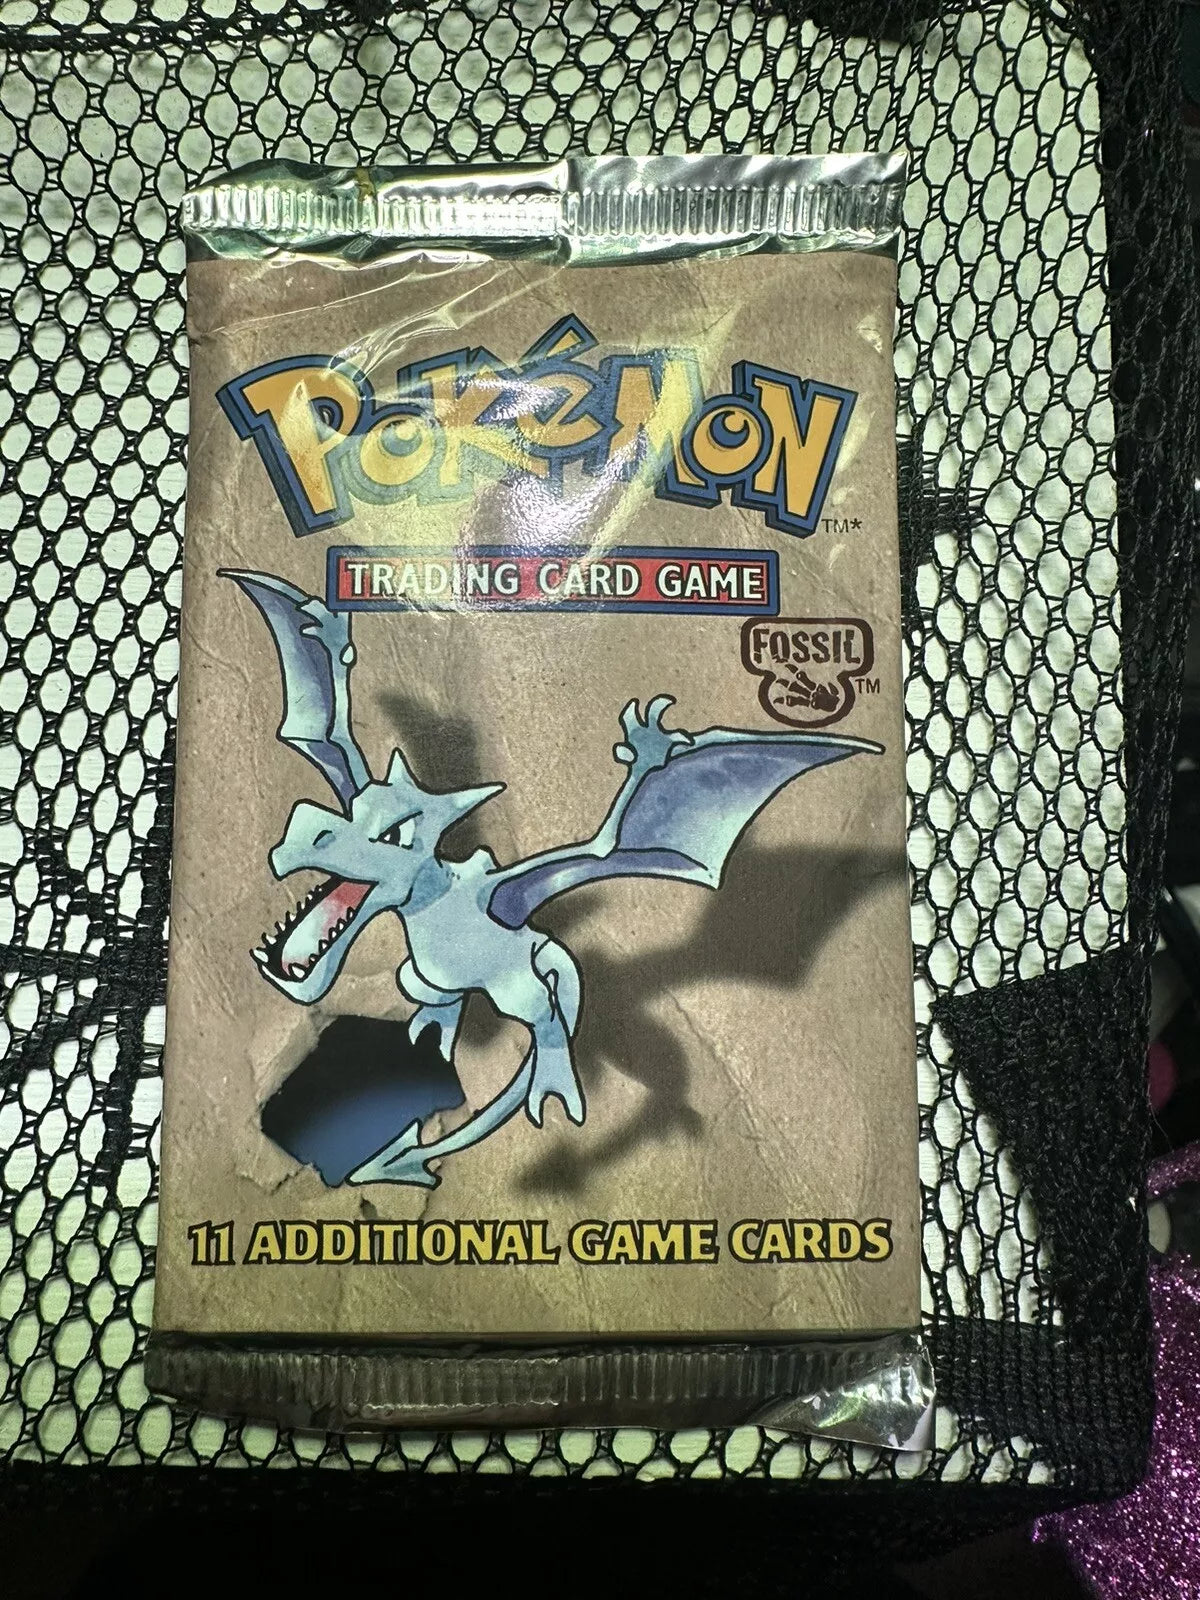 POKéMON
TM*
TRADING CARD GAME
FOSSIL
TM
11 ADDITIONAL GAME CARDS